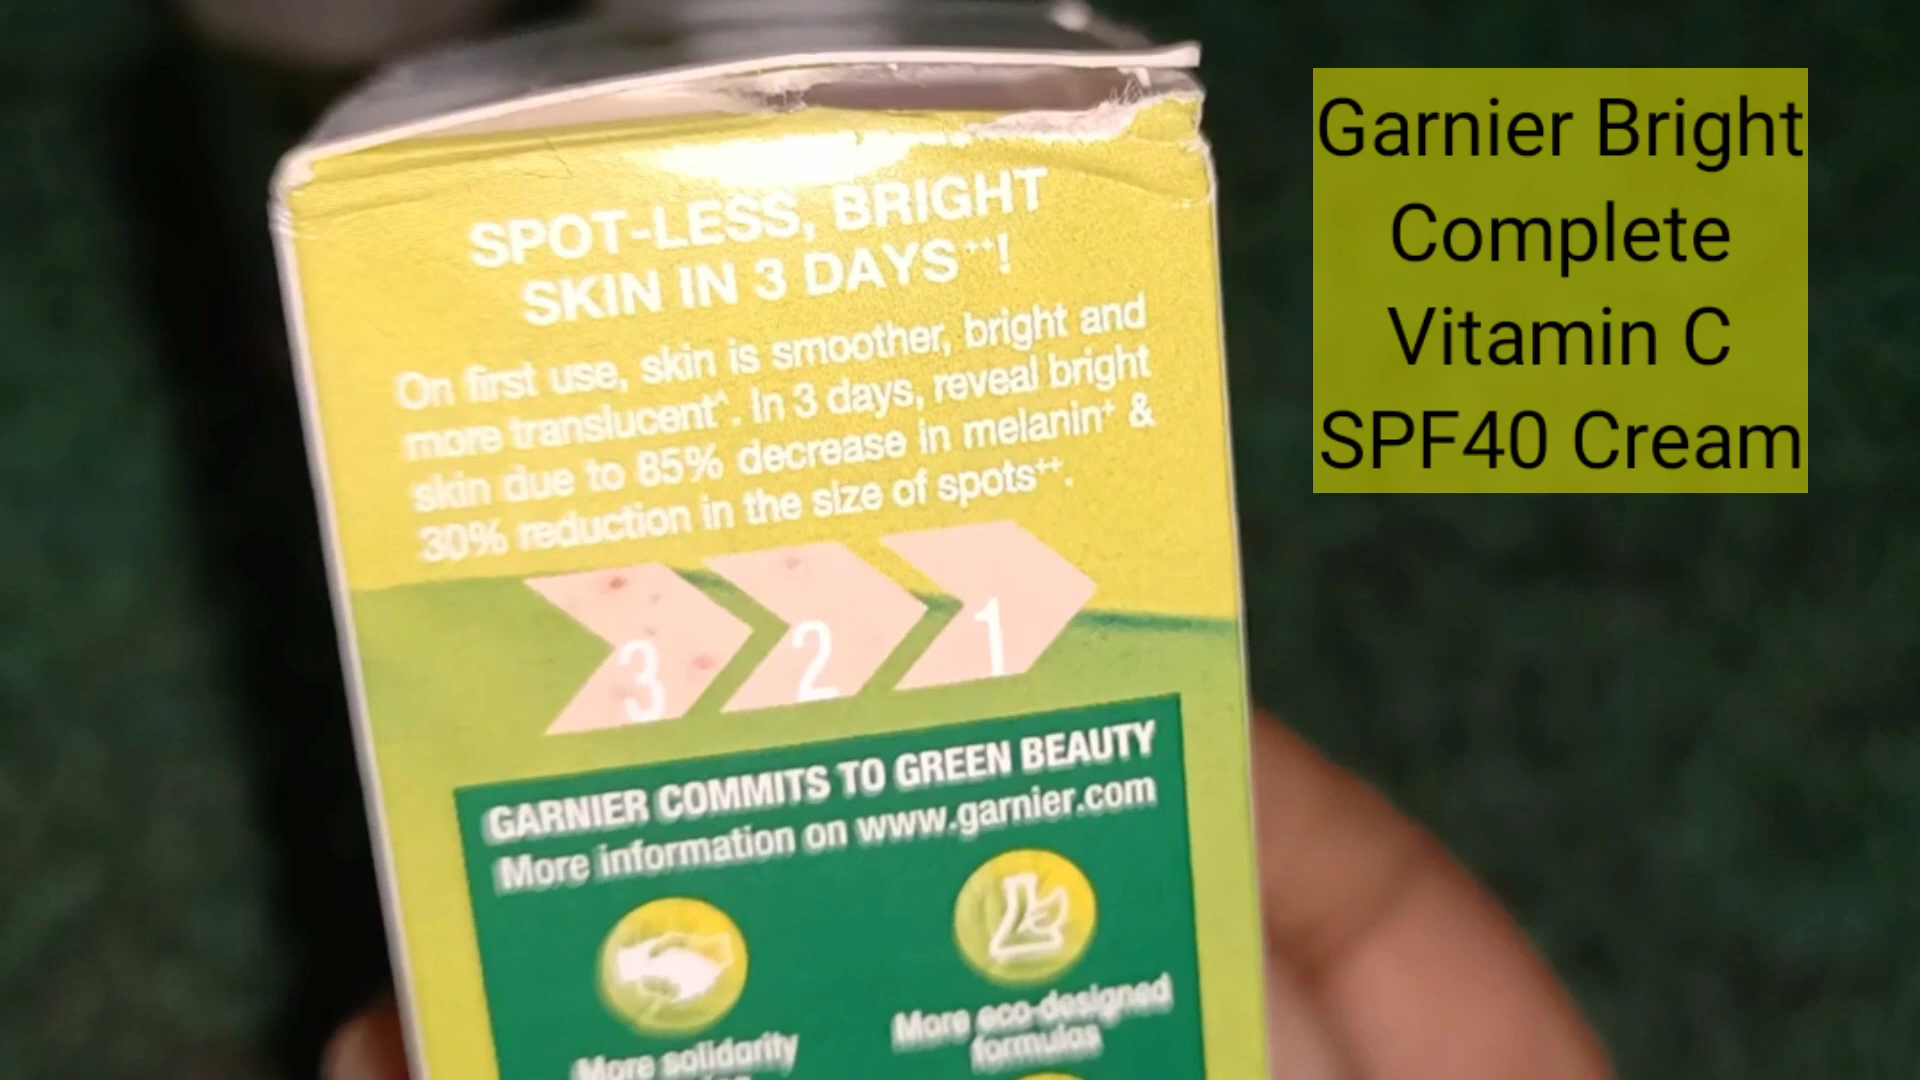 SPOT-LESS, BRIGHT
SKIN IN 3 DAYS++!
On first use, skin is smoother, bright and
more translucent^. In 3 days, reveal bright
skin due to 85% decrease in melanin+ &
30% reduction in the size of spots++.
3 2 1
GARNIER COMMITS TO GREEN BEAUTY
More information on www.garnier.com
More solidarity
More eco-designed
formulas
Garnier Bright
Complete
Vitamin C
SPF40 Cream